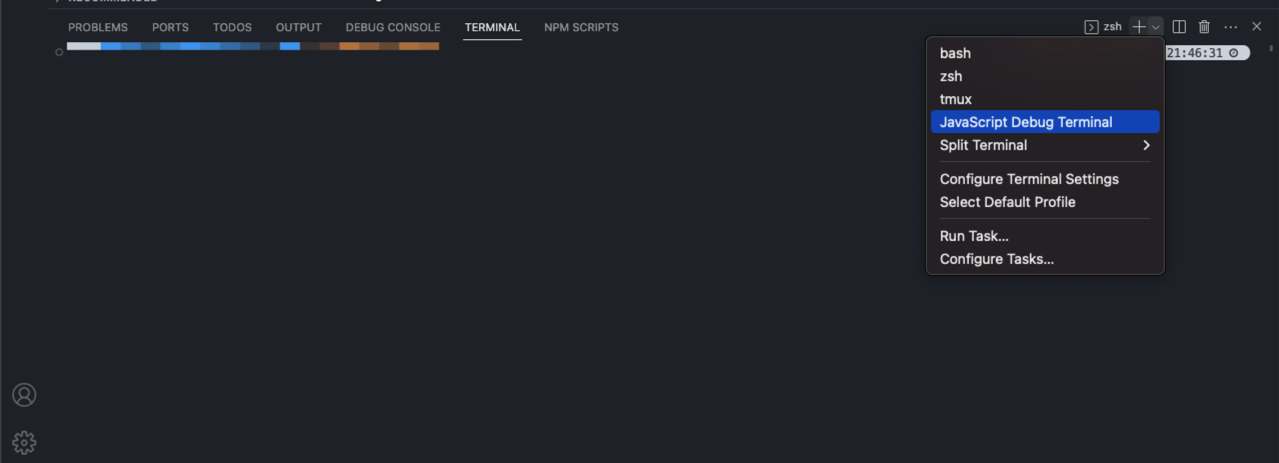 PROBLEMS PORTS TODOS OUTPUT DEBUG CONSOLE TERMINAL NPM SCRIPTS zsh
21:46:31
bash
zsh
tmux
JavaScript Debug Terminal
Split Terminal
Configure Terminal Settings
Select Default Profile
Run Task...
Configure Tasks...